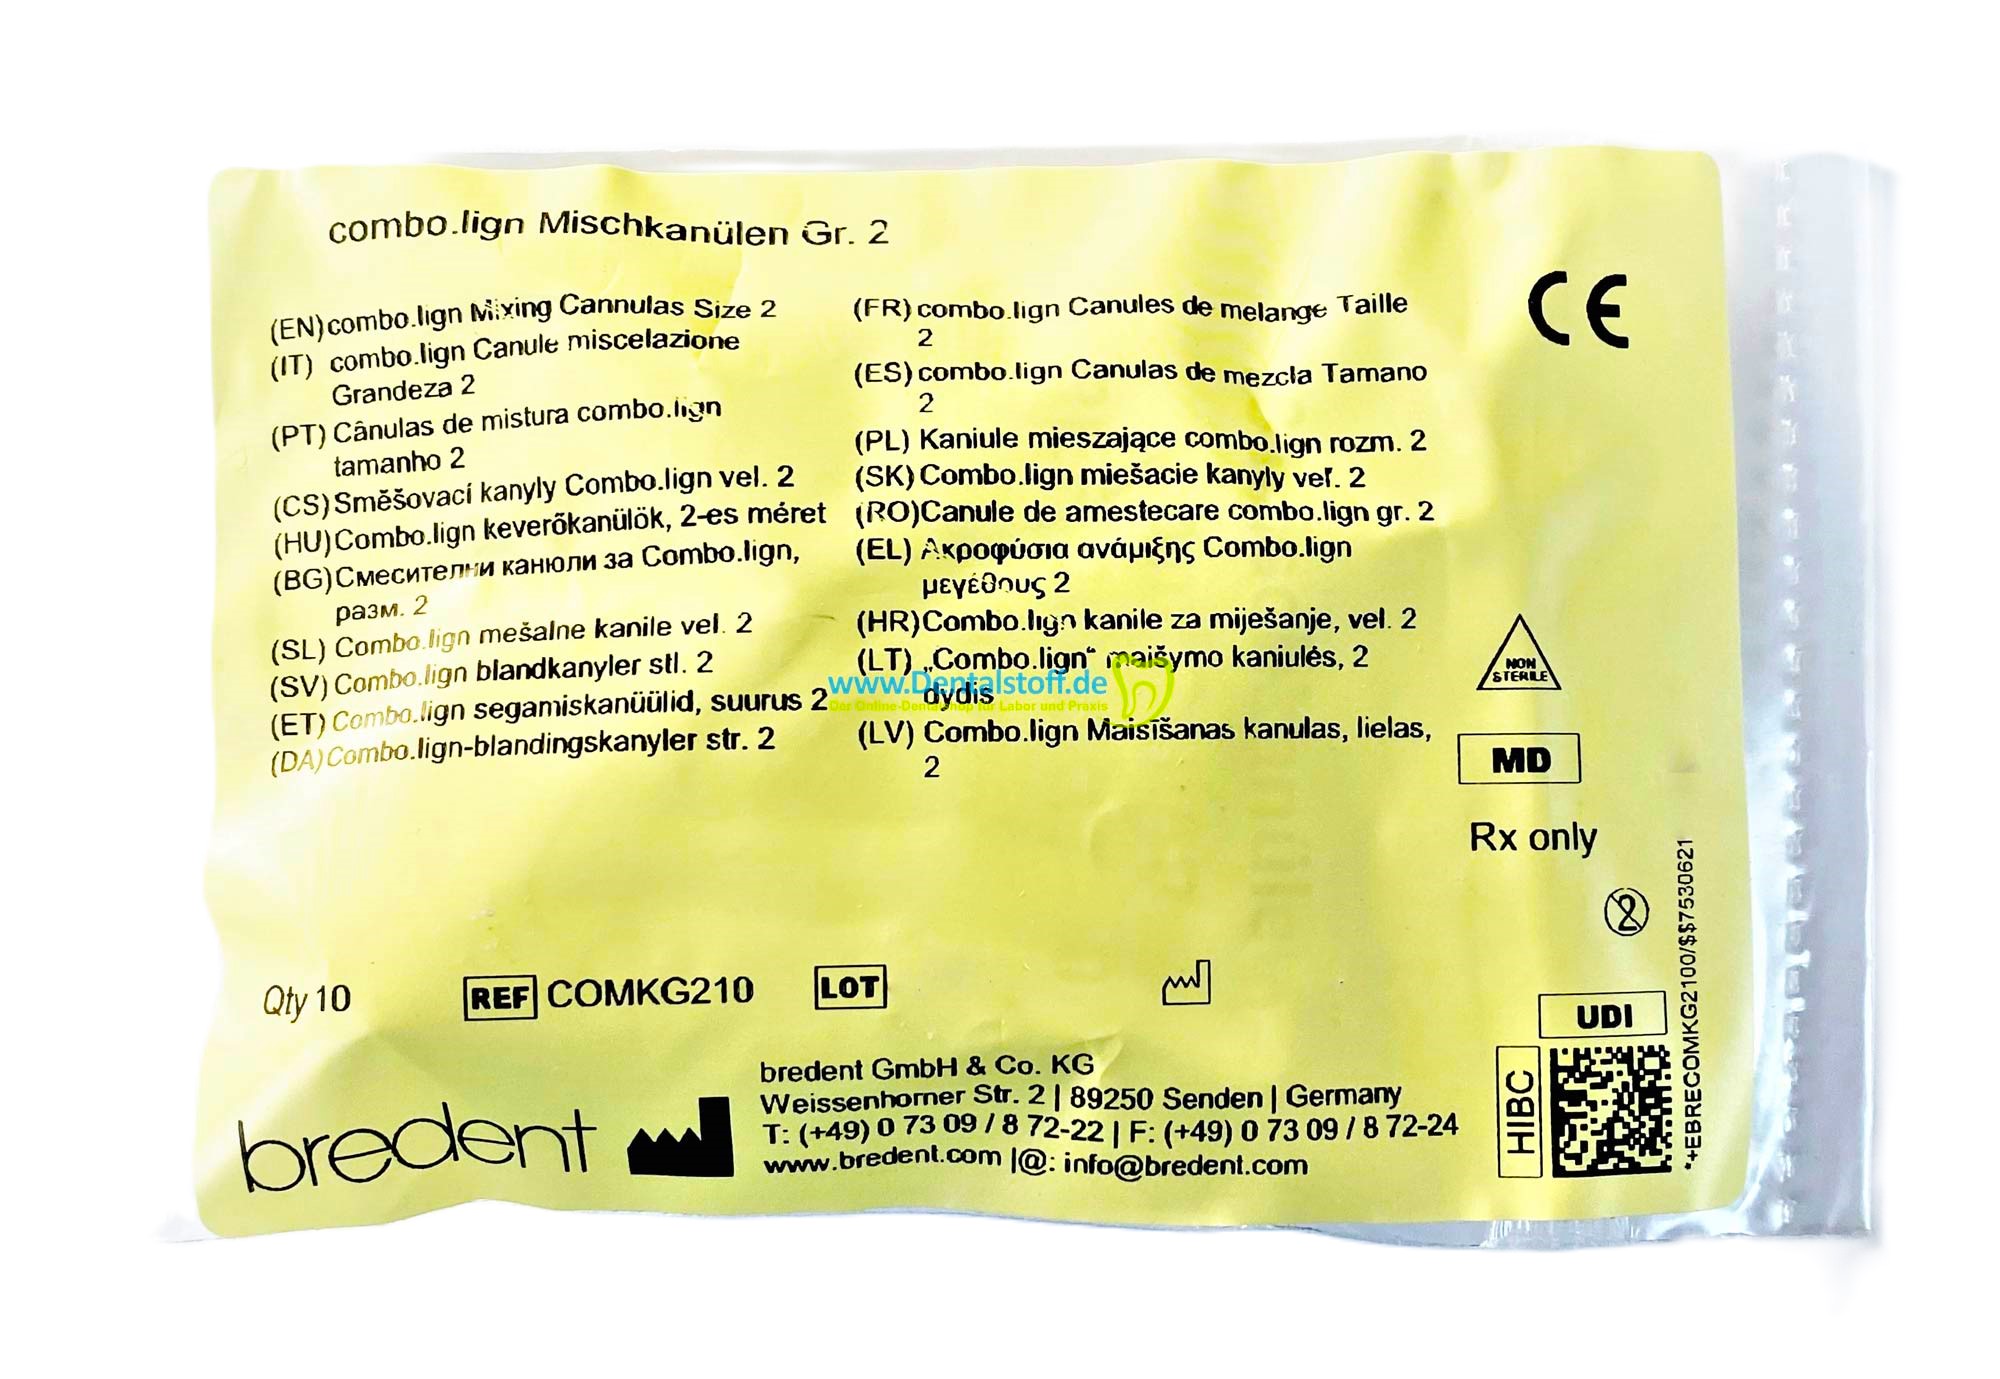 combo.lign Mischkanülen Gr. 2
(EN) combo.lign Mixing Cannulas Size 2
(IT) combo.lign Canule miscelazione
Grandeza 2
(PT) Cânulas de mistura combo.lign
tamanho 2
(CS) Směšovací kanyly Combo.lign vel. 2
(HU) Combo.lign keverőkanülök, 2-es méret
(BG) Смесителни канюли за Combo.lign,
разм. 2
(SL) Combo.lign mešalne kanile vel. 2
(SV) Combo.lign blandkanyler stl. 2
(ET) Combo.lign segamiskanüülid, suurus 2
(DA) Combo.lign-blandingskanyler str. 2
(FR) combo.lign Canules de melange Taille
2
(ES) combo.lign Canulas de mezcla Tamano
2
(PL) Kaniule mieszające combo.lign rozm. 2
(SK) Combo.lign miešacie kanyly veľ. 2
(RO) Canule de amestecare combo.lign gr. 2
(EL) Ακροφύσια ανάμιξης Combo.lign
μεγέθους 2
(HR) Combo.lign kanile za miješanje, vel. 2
(LT) „Combo.lign“ maišymo kaniulės, 2
dydis
(LV) Combo.lign Maisīšanas kanulas, lielas,
2
www.Dentalstoff.de
Der Online-Dentalshop für Labor und Praxis
CE
NON
STERILE
MD
Rx only
2
Qty 10
REF COMKG210
LOT
UDI
HIBC
*+EBRECOMKG2100/$$7530621
bredent
bredent GmbH & Co. KG
Weissenhorner Str. 2 | 89250 Senden | Germany
T: (+49) 0 73 09 / 8 72-22 | F: (+49) 0 73 09 / 8 72-24
www.bredent.com |@: info@bredent.com